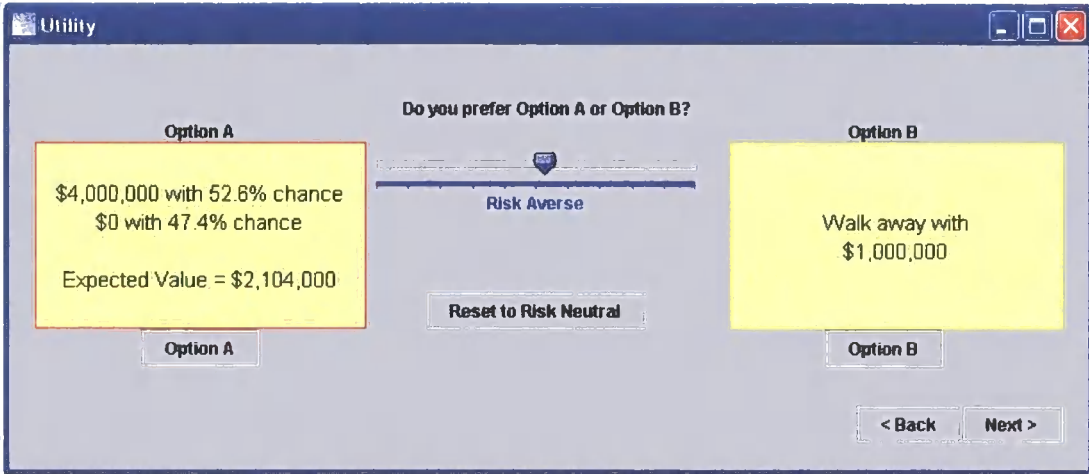 Utility
Do you prefer Option A or Option B?
Option A
Option B
$4,000,000 with 52.6% chance
$0 with 47.4% chance
Expected Value = $2,104,000
Risk Averse
Walk away with
$1,000,000
Reset to Risk Neutral
Option A
Option B
< Back
Next >